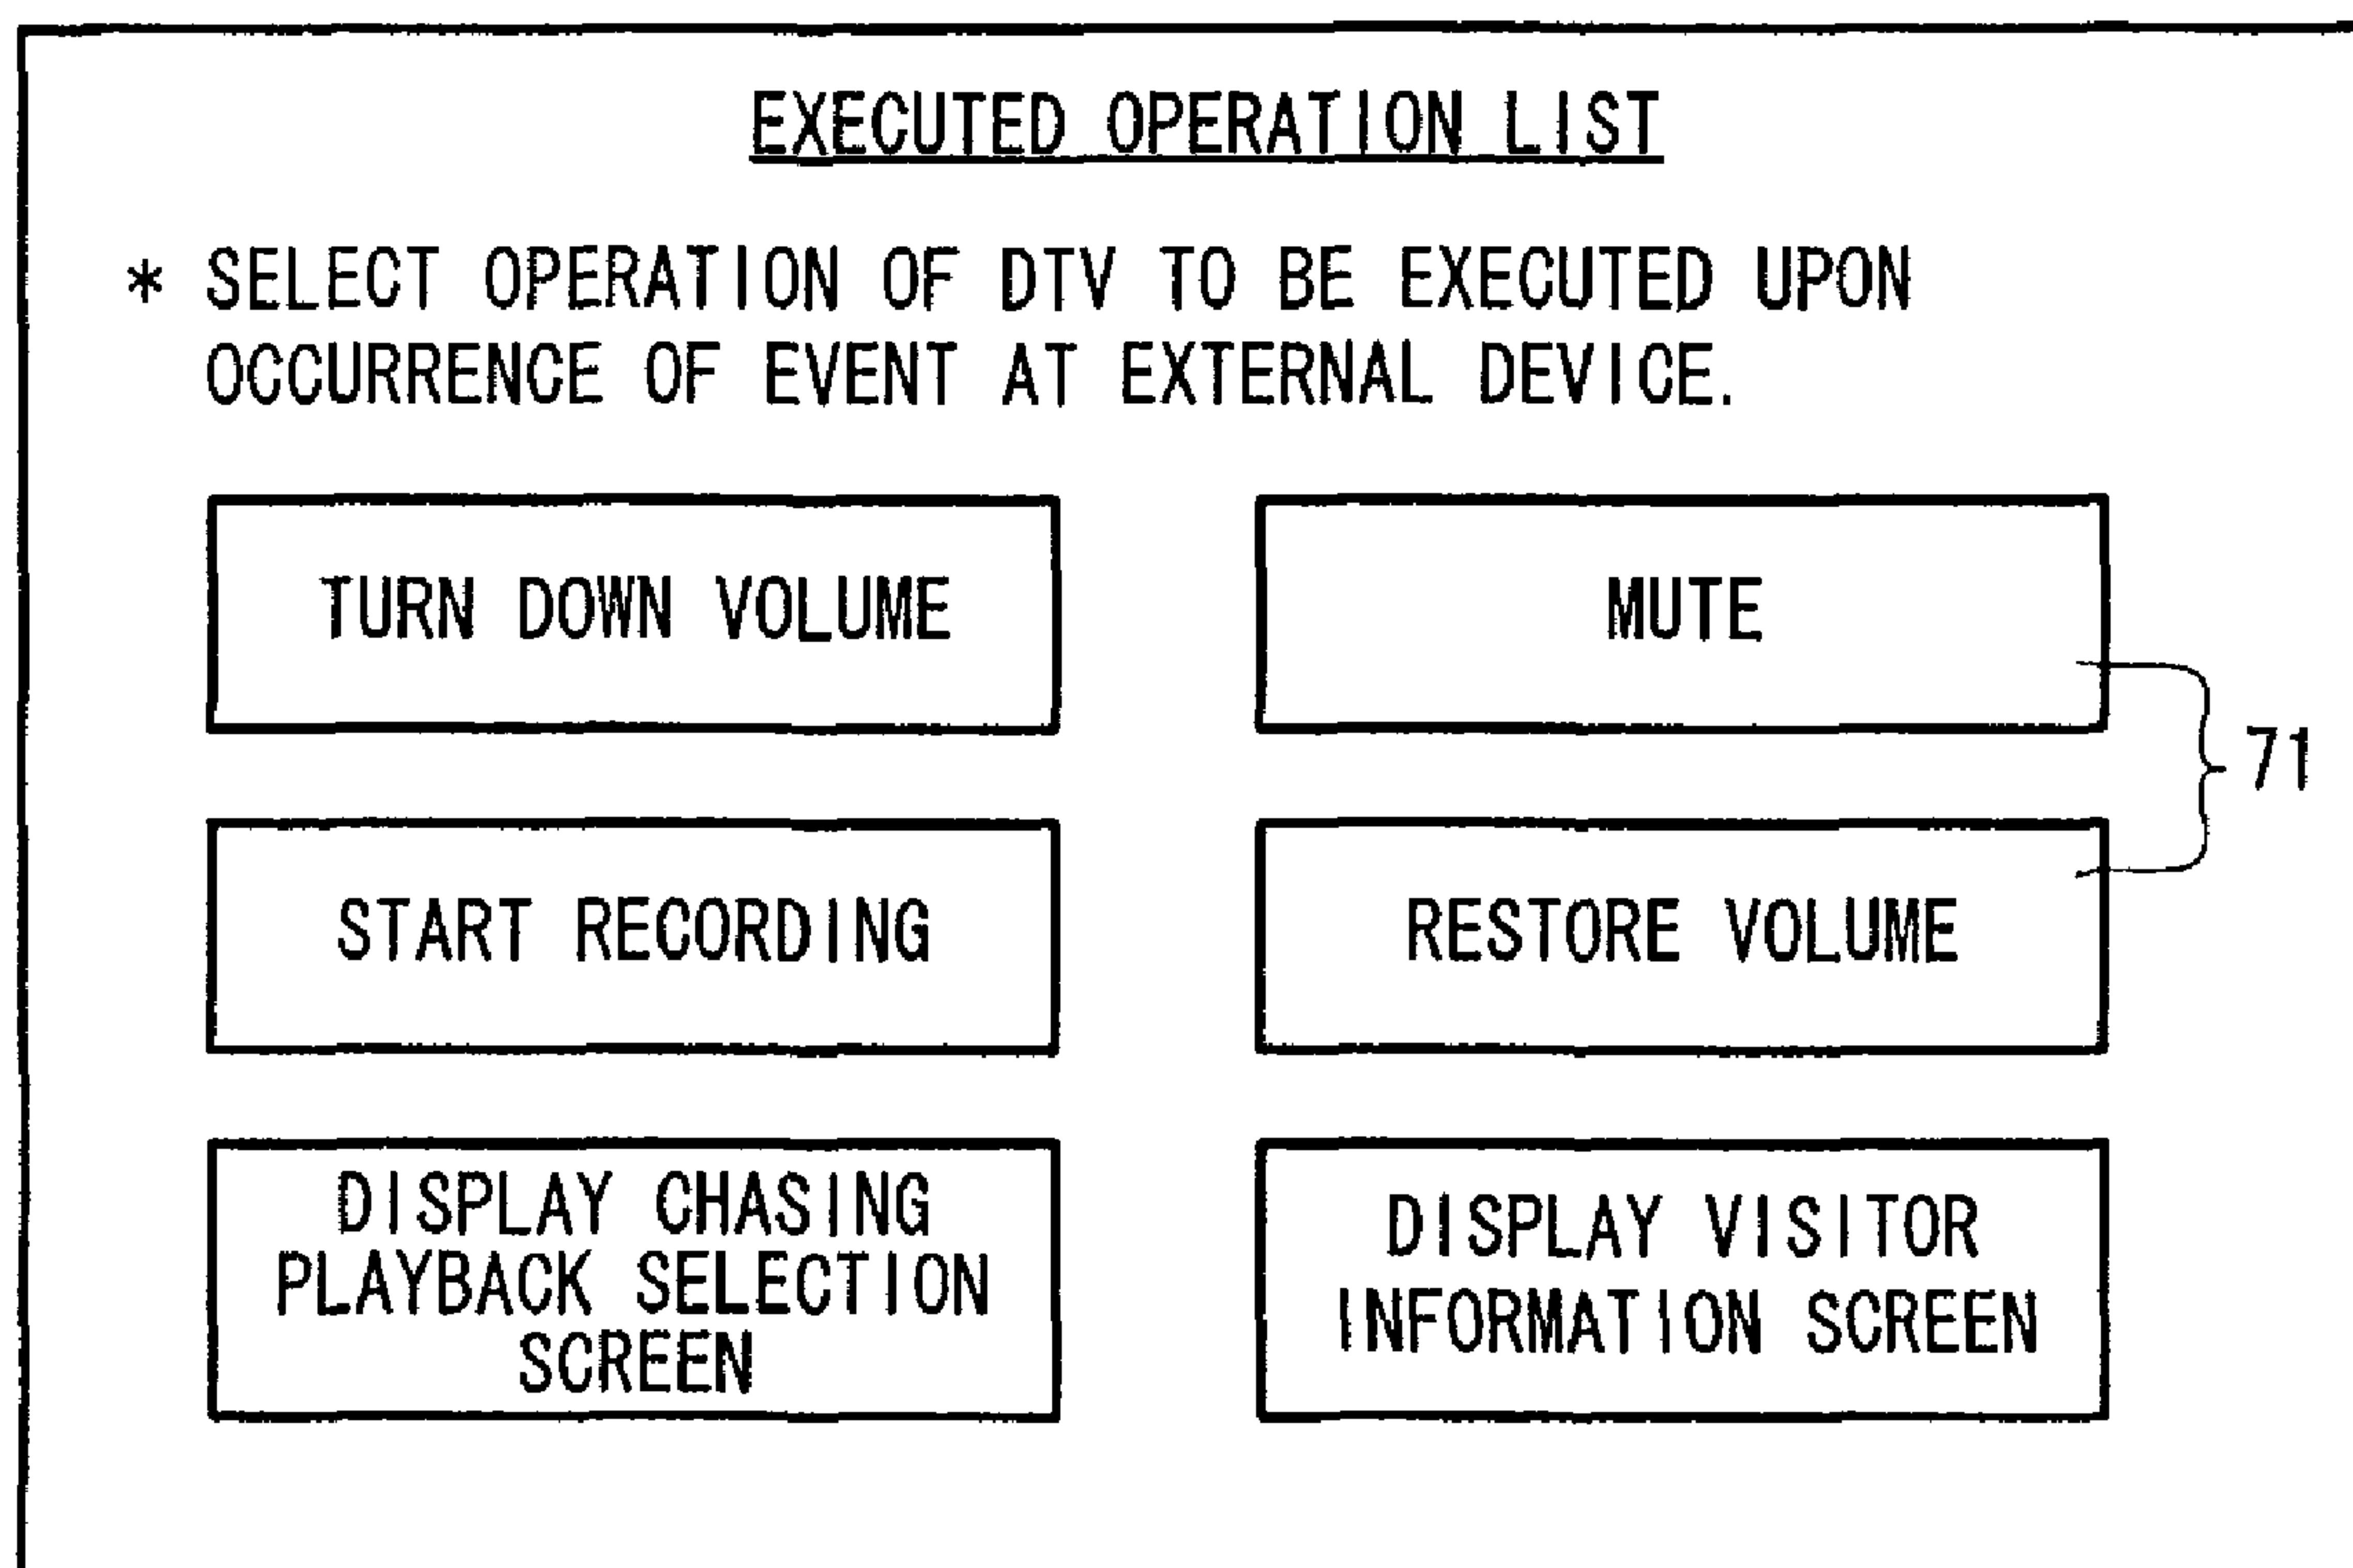 EXECUTED OPERATION LIST
* SELECT OPERATION OF DTV TO BE EXECUTED UPON
OCCURRENCE OF EVENT AT EXTERNAL DEVICE.
TURN DOWN VOLUME
MUTE
71
START RECORDING
RESTORE VOLUME
DISPLAY CHASING
PLAYBACK SELECTION
SCREEN
DISPLAY VISITOR
INFORMATION SCREEN